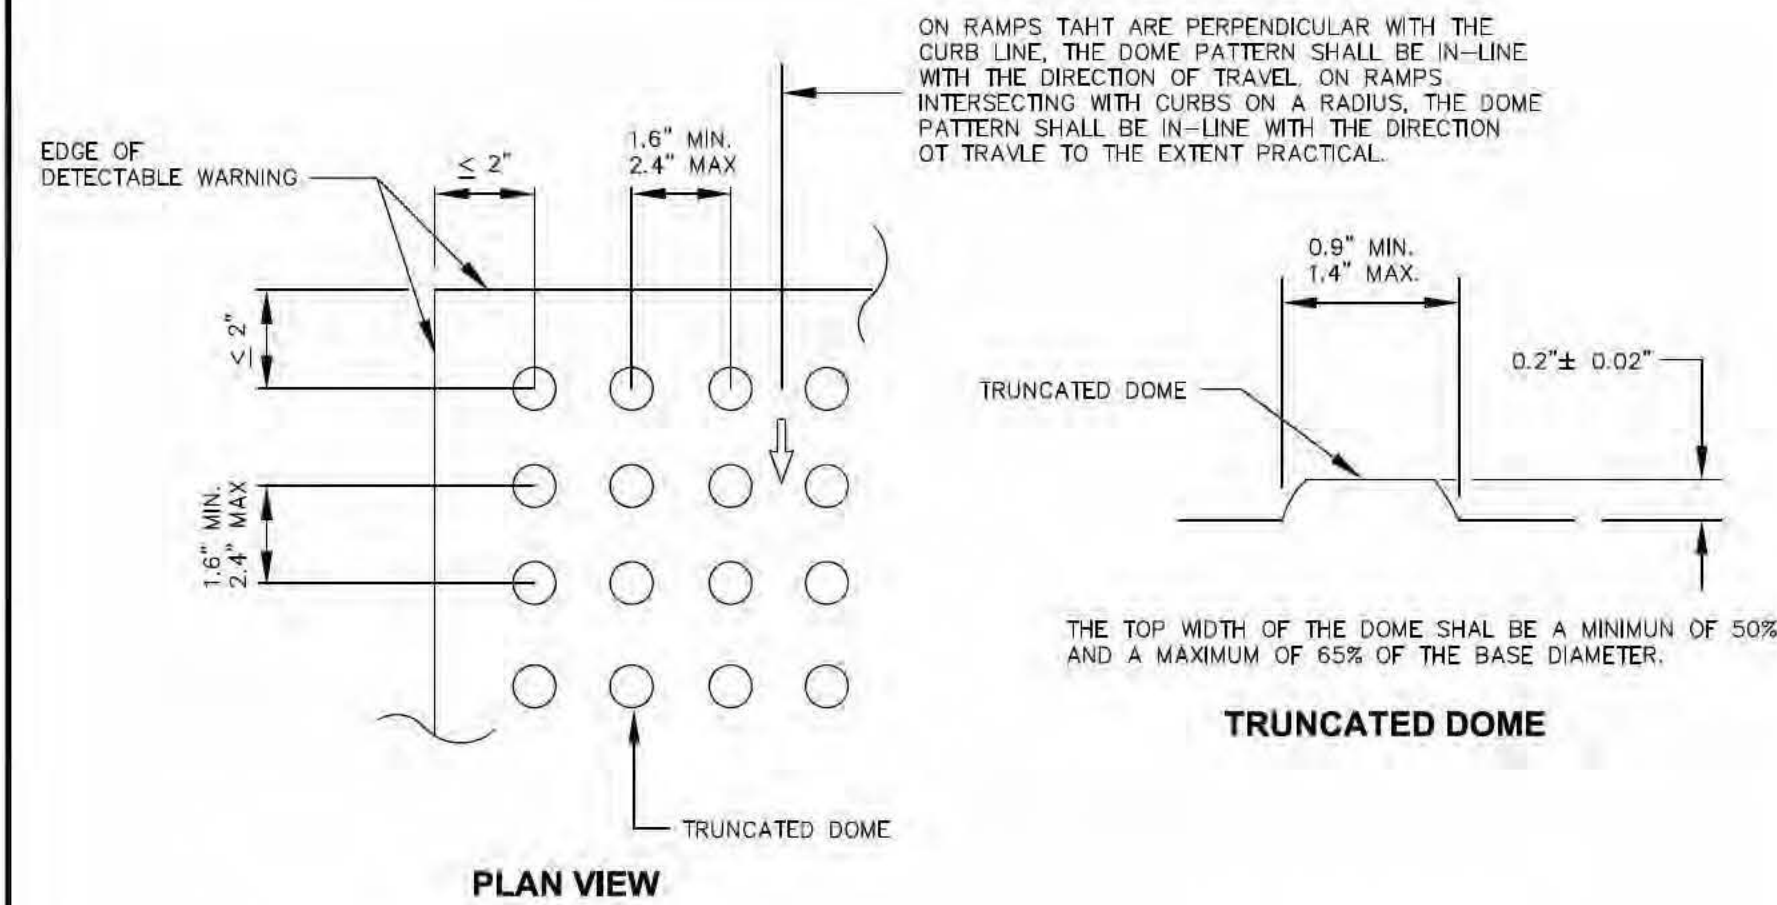 ON RAMPS TAHT ARE PERPENDICULAR WITH THE
CURB LINE, THE DOME PATTERN SHALL BE IN-LINE
WITH THE DIRECTION OF TRAVEL. ON RAMPS
INTERSECTING WITH CURBS ON A RADIUS, THE DOME
PATTERN SHALL BE IN-LINE WITH THE DIRECTION
OT TRAVLE TO THE EXTENT PRACTICAL.
EDGE OF
DETECTABLE WARNING
≤ 2"
1.6" MIN.
2.4" MAX
≤ 2"
1.6" MIN.
2.4" MAX
TRUNCATED DOME
PLAN VIEW
0.9" MIN.
1.4" MAX.
0.2"± 0.02"
TRUNCATED DOME
THE TOP WIDTH OF THE DOME SHAL BE A MINIMUN OF 50%
AND A MAXIMUM OF 65% OF THE BASE DIAMETER.
TRUNCATED DOME